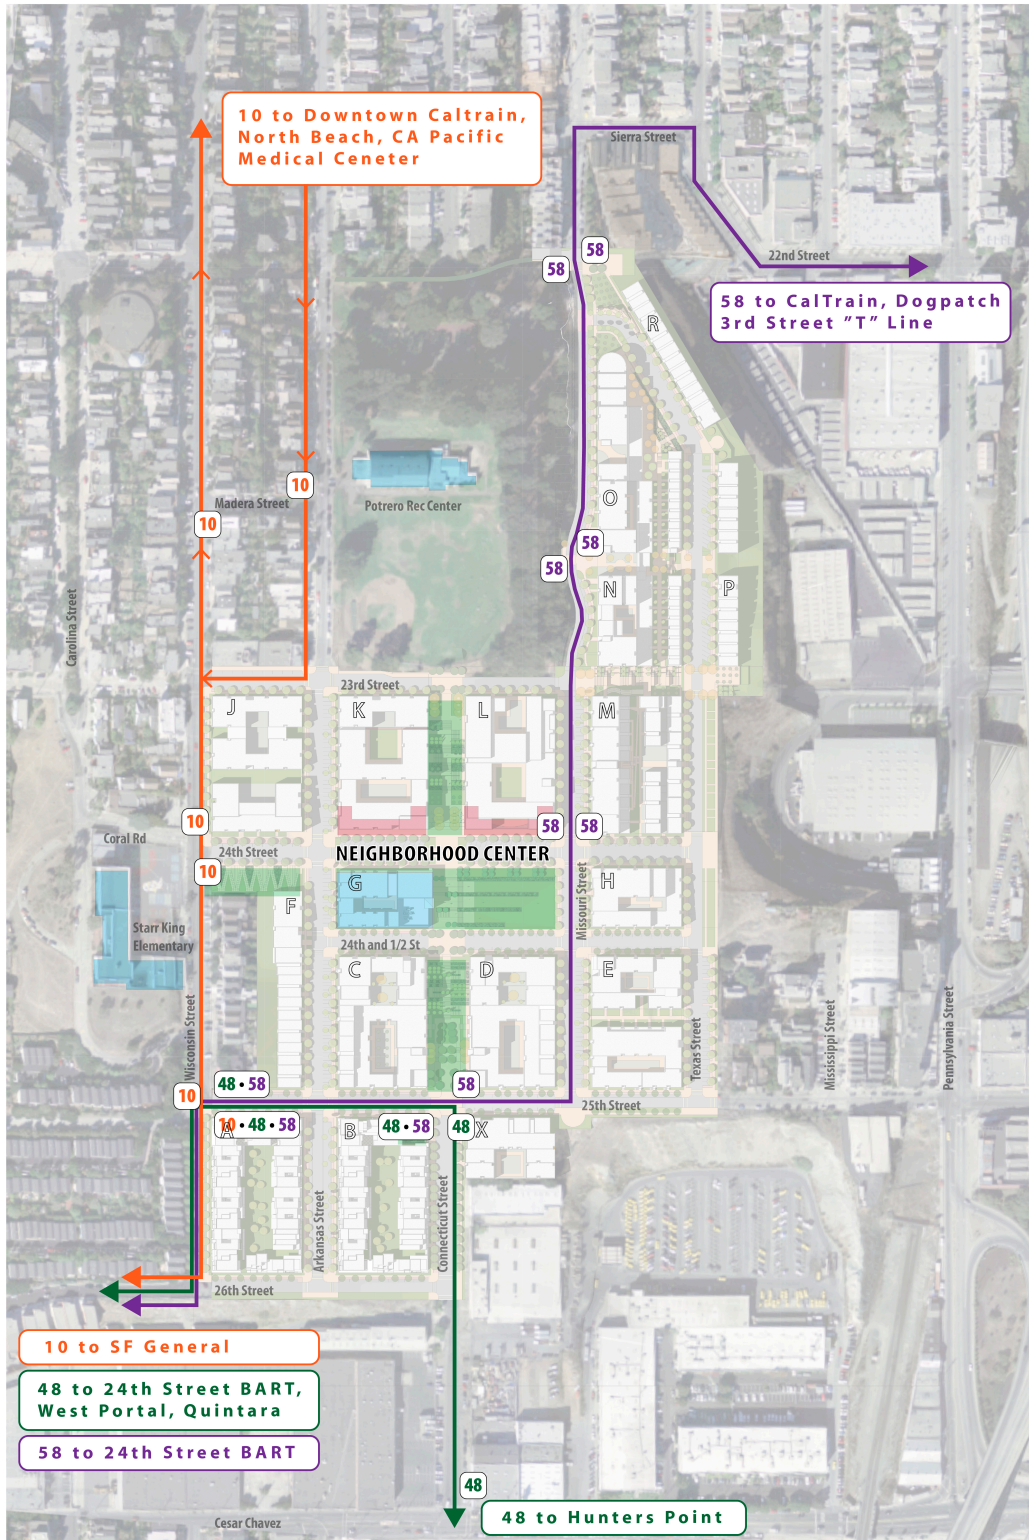 10 to Downtown Caltrain,
North Beach, CA Pacific
Medical Ceneter
Sierra Street
58
22nd Street
58
58 to CalTrain, Dogpatch
3rd Street "T" Line
R
10
Madera Street
Potrero Rec Center
O
10
58
58
N
P
Carolina Street
23rd Street
J
K
L
M
10
58
58
Coral Rd
24th Street
NEIGHBORHOOD CENTER
10
G
H
Missouri Street
F
Starr King
Elementary
24th and 1/2 St
C
D
E
Wisconsin Street
Texas Street
Mississippi Street
Pennsylvania Street
48 • 58
58
10
25th Street
10 • 48 • 58
A
B
48 • 58
48
X
Arkansas Street
Connecticut Street
26th Street
10 to SF General
48 to 24th Street BART,
West Portal, Quintara
58 to 24th Street BART
48
48 to Hunters Point
Cesar Chavez